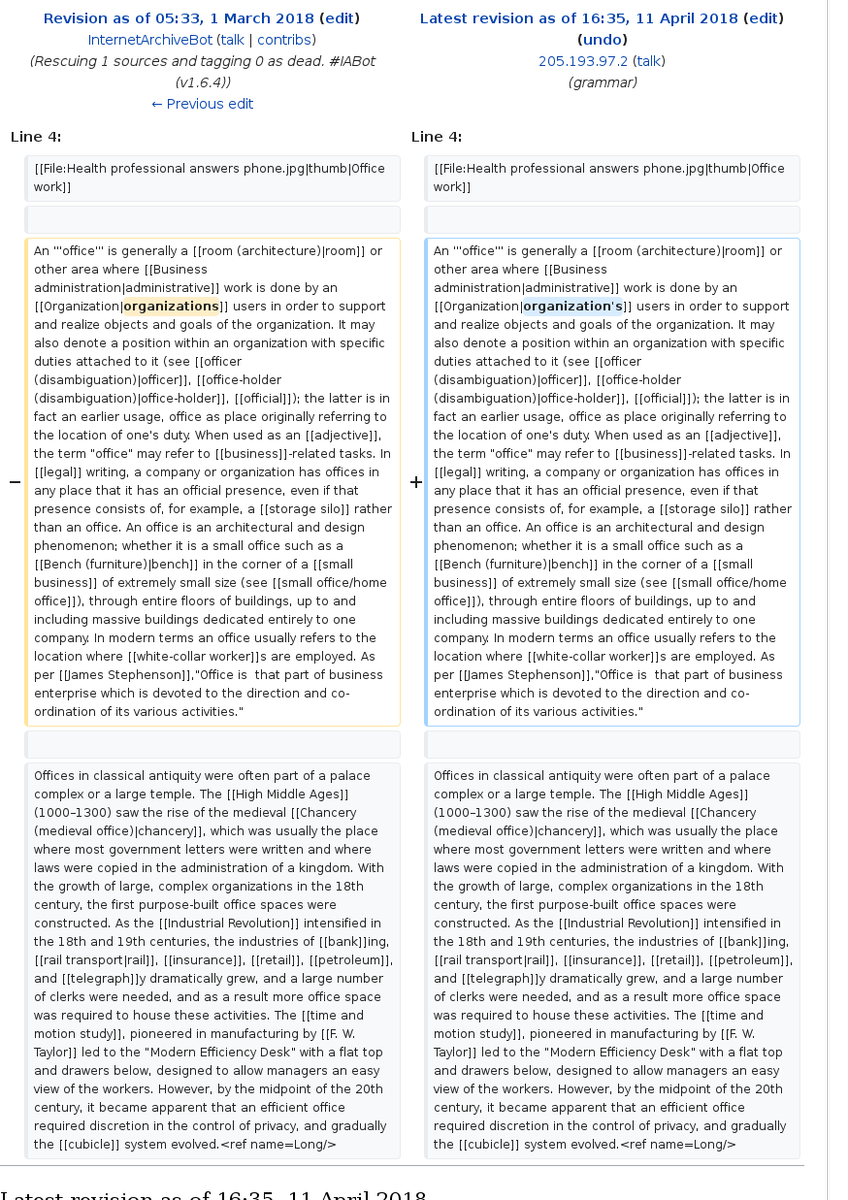 Revision as of 05:33, 1 March 2018 (edit)
InternetArchiveBot (talk | contribs)
(Rescuing 1 sources and tagging 0 as dead. #IABot
(v1.6.4))
← Previous edit
Latest revision as of 16:35, 11 April 2018 (edit)
(undo)
205.193.97.2 (talk)
(grammar)
Line 4:
[[File:Health professional answers phone.jpg|thumb|Office
work]]
−
An '''office''' is generally a [[room (architecture)|room]] or
other area where [[Business
administration|administrative]] work is done by an
[[Organization|organizations]] users in order to support
and realize objects and goals of the organization. It may
also denote a position within an organization with specific
duties attached to it (see [[officer
(disambiguation)|officer]], [[office-holder
(disambiguation)|office-holder]], [[official]]); the latter is in
fact an earlier usage, office as place originally referring to
the location of one's duty. When used as an [[adjective]],
the term "office" may refer to [[business]]-related tasks. In
[[legal]] writing, a company or organization has offices in
any place that it has an official presence, even if that
presence consists of, for example, a [[storage silo]] rather
than an office. An office is an architectural and design
phenomenon; whether it is a small office such as a
[[Bench (furniture)|bench]] in the corner of a [[small
business]] of extremely small size (see [[small office/home
office]]), through entire floors of buildings, up to and
including massive buildings dedicated entirely to one
company. In modern terms an office usually refers to the
location where [[white-collar worker]]s are employed. As
per [[James Stephenson]],"Office is  that part of business
enterprise which is devoted to the direction and co-
ordination of its various activities."
Offices in classical antiquity were often part of a palace
complex or a large temple. The [[High Middle Ages]]
(1000–1300) saw the rise of the medieval [[Chancery
(medieval office)|chancery]], which was usually the place
where most government letters were written and where
laws were copied in the administration of a kingdom. With
the growth of large, complex organizations in the 18th
century, the first purpose-built office spaces were
constructed. As the [[Industrial Revolution]] intensified in
the 18th and 19th centuries, the industries of [[bank]]ing,
[[rail transport|rail]], [[insurance]], [[retail]], [[petroleum]],
and [[telegraph]]y dramatically grew, and a large number
of clerks were needed, and as a result more office space
was required to house these activities. The [[time and
motion study]], pioneered in manufacturing by [[F. W.
Taylor]] led to the "Modern Efficiency Desk" with a flat top
and drawers below, designed to allow managers an easy
view of the workers. However, by the midpoint of the 20th
century, it became apparent that an efficient office
required discretion in the control of privacy, and gradually
the [[cubicle]] system evolved.<ref name=Long/>
Line 4:
[[File:Health professional answers phone.jpg|thumb|Office
work]]
+
An '''office''' is generally a [[room (architecture)|room]] or
other area where [[Business
administration|administrative]] work is done by an
[[Organization|organization's]] users in order to support
and realize objects and goals of the organization. It may
also denote a position within an organization with specific
duties attached to it (see [[officer
(disambiguation)|officer]], [[office-holder
(disambiguation)|office-holder]], [[official]]); the latter is in
fact an earlier usage, office as place originally referring to
the location of one's duty. When used as an [[adjective]],
the term "office" may refer to [[business]]-related tasks. In
[[legal]] writing, a company or organization has offices in
any place that it has an official presence, even if that
presence consists of, for example, a [[storage silo]] rather
than an office. An office is an architectural and design
phenomenon; whether it is a small office such as a
[[Bench (furniture)|bench]] in the corner of a [[small
business]] of extremely small size (see [[small office/home
office]]), through entire floors of buildings, up to and
including massive buildings dedicated entirely to one
company. In modern terms an office usually refers to the
location where [[white-collar worker]]s are employed. As
per [[James Stephenson]],"Office is  that part of business
enterprise which is devoted to the direction and co-
ordination of its various activities."
Offices in classical antiquity were often part of a palace
complex or a large temple. The [[High Middle Ages]]
(1000–1300) saw the rise of the medieval [[Chancery
(medieval office)|chancery]], which was usually the place
where most government letters were written and where
laws were copied in the administration of a kingdom. With
the growth of large, complex organizations in the 18th
century, the first purpose-built office spaces were
constructed. As the [[Industrial Revolution]] intensified in
the 18th and 19th centuries, the industries of [[bank]]ing,
[[rail transport|rail]], [[insurance]], [[retail]], [[petroleum]],
and [[telegraph]]y dramatically grew, and a large number
of clerks were needed, and as a result more office space
was required to house these activities. The [[time and
motion study]], pioneered in manufacturing by [[F. W.
Taylor]] led to the "Modern Efficiency Desk" with a flat top
and drawers below, designed to allow managers an easy
view of the workers. However, by the midpoint of the 20th
century, it became apparent that an efficient office
required discretion in the control of privacy, and gradually
the [[cubicle]] system evolved.<ref name=Long/>
Latest revision as of 16:35, 11 April 2018